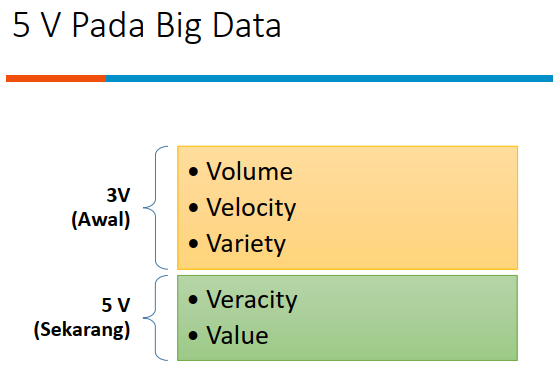 5 V Pada Big Data
3V
(Awal)
• Volume
• Velocity
• Variety
5 V
(Sekarang)
• Veracity
• Value